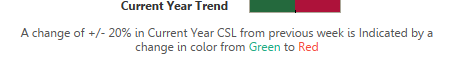 Current Year Trend
A change of +/- 20% in Current Year CSL from previous week is Indicated by a
change in color from Green to Red